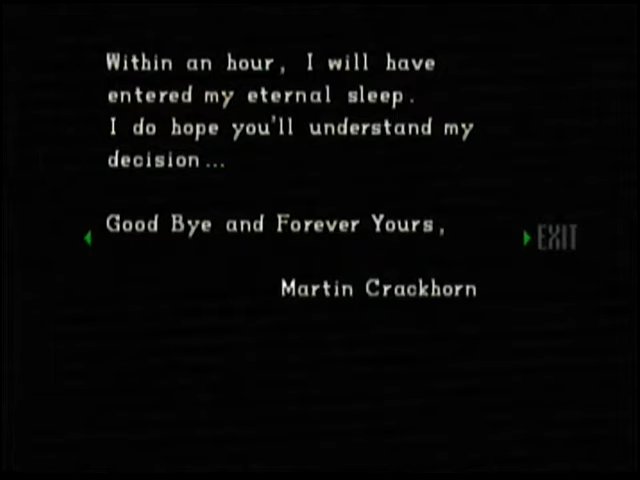 Within an hour, I will have
entered my eternal sleep.
I do hope you'll understand my
decision...
Good Bye and Forever Yours,
EXIT
Martin Crackhorn